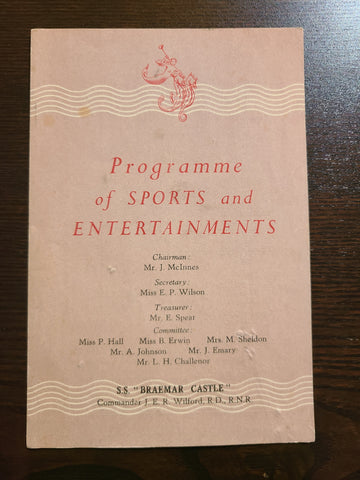 Programme
of SPORTS and
ENTERTAINMENTS
Chairman:
Mr. J. McInnes
Secretary:
Miss E. P. Wilson
Treasurer:
Mr. E. Spear
Committee:
Miss P. Hall Miss B. Erwin Mrs. M. Sheldon
Mr. A. Johnson Mr. J. Emary
Mr. L. H. Challenor
S.S. "BRAEMAR CASTLE"
Commander J. E. R. Wilford, R.D., R.N.R.